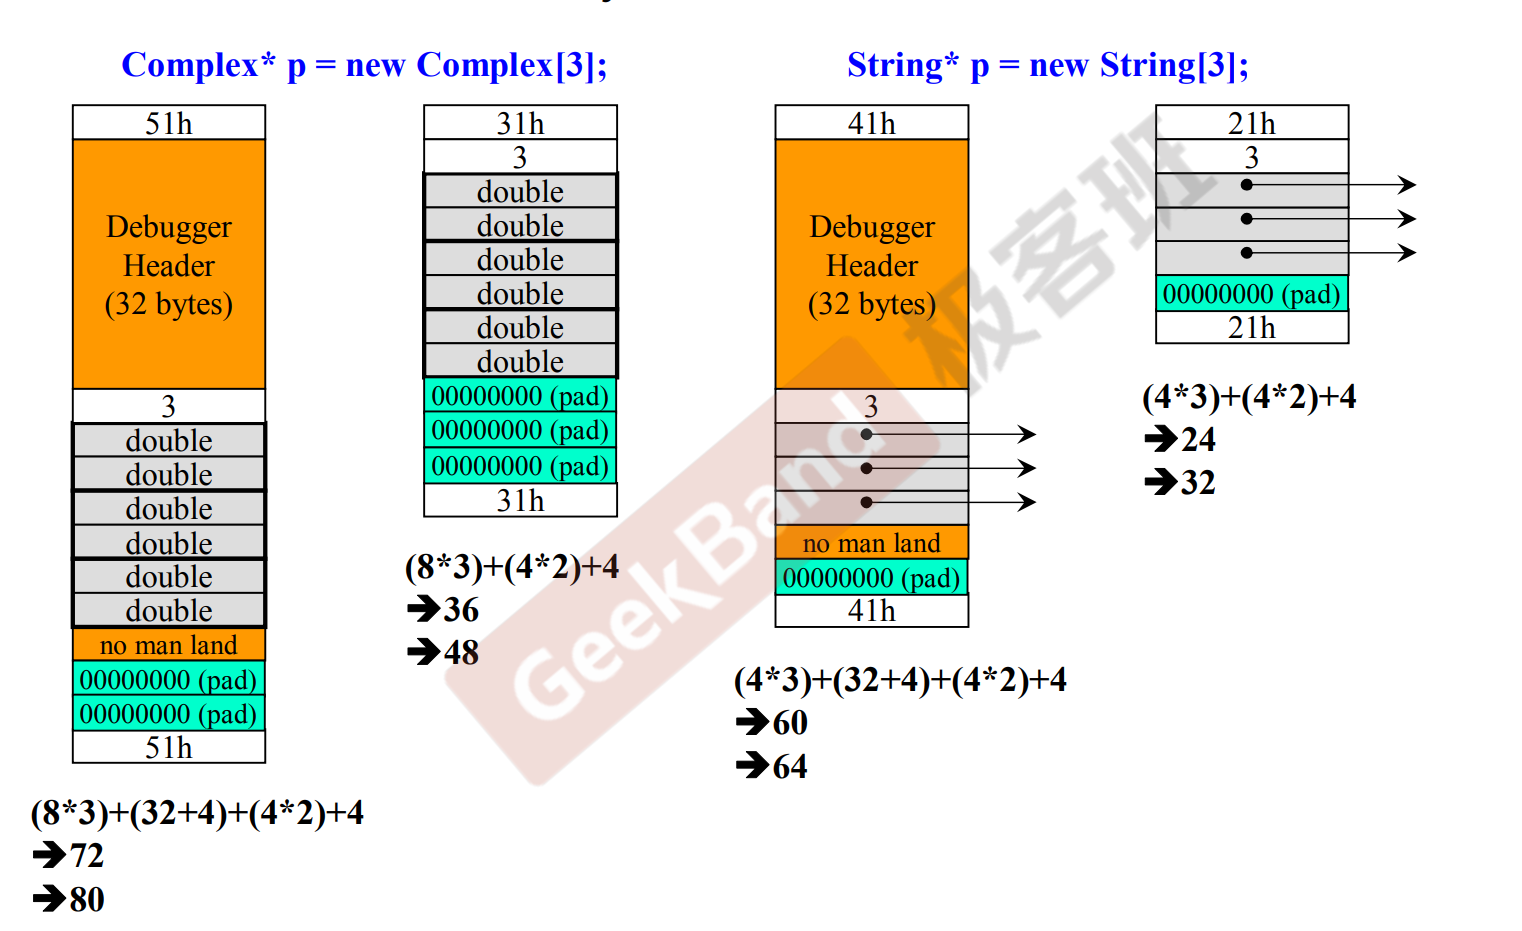 Complex* p = new Complex[3];
51h
Debugger
Header
(32 bytes)
3
double
double
double
double
double
double
no man land
00000000 (pad)
00000000 (pad)
51h
(8*3)+(32+4)+(4*2)+4
➔72
➔80
31h
3
double
double
double
double
double
double
00000000 (pad)
00000000 (pad)
00000000 (pad)
31h
(8*3)+(4*2)+4
➔36
➔48
String* p = new String[3];
41h
Debugger
Header
(32 bytes)
3
no man land
00000000 (pad)
41h
(4*3)+(32+4)+(4*2)+4
➔60
➔64
21h
3
00000000 (pad)
21h
(4*3)+(4*2)+4
➔24
➔32
GeekBand
极客班